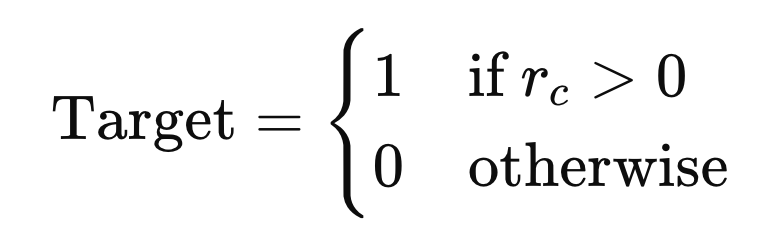 Target = { 1 if r_c > 0
0 otherwise